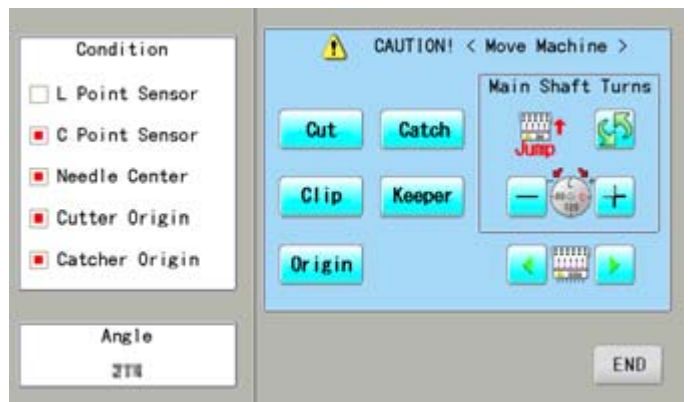 Condition
L Point Sensor
C Point Sensor
Needle Center
Cutter Origin
Catcher Origin
Angle
CAUTION! < Move Machine >
Main Shaft Turns
Cut
Catch
Jump
Clip
Keeper
Origin
END